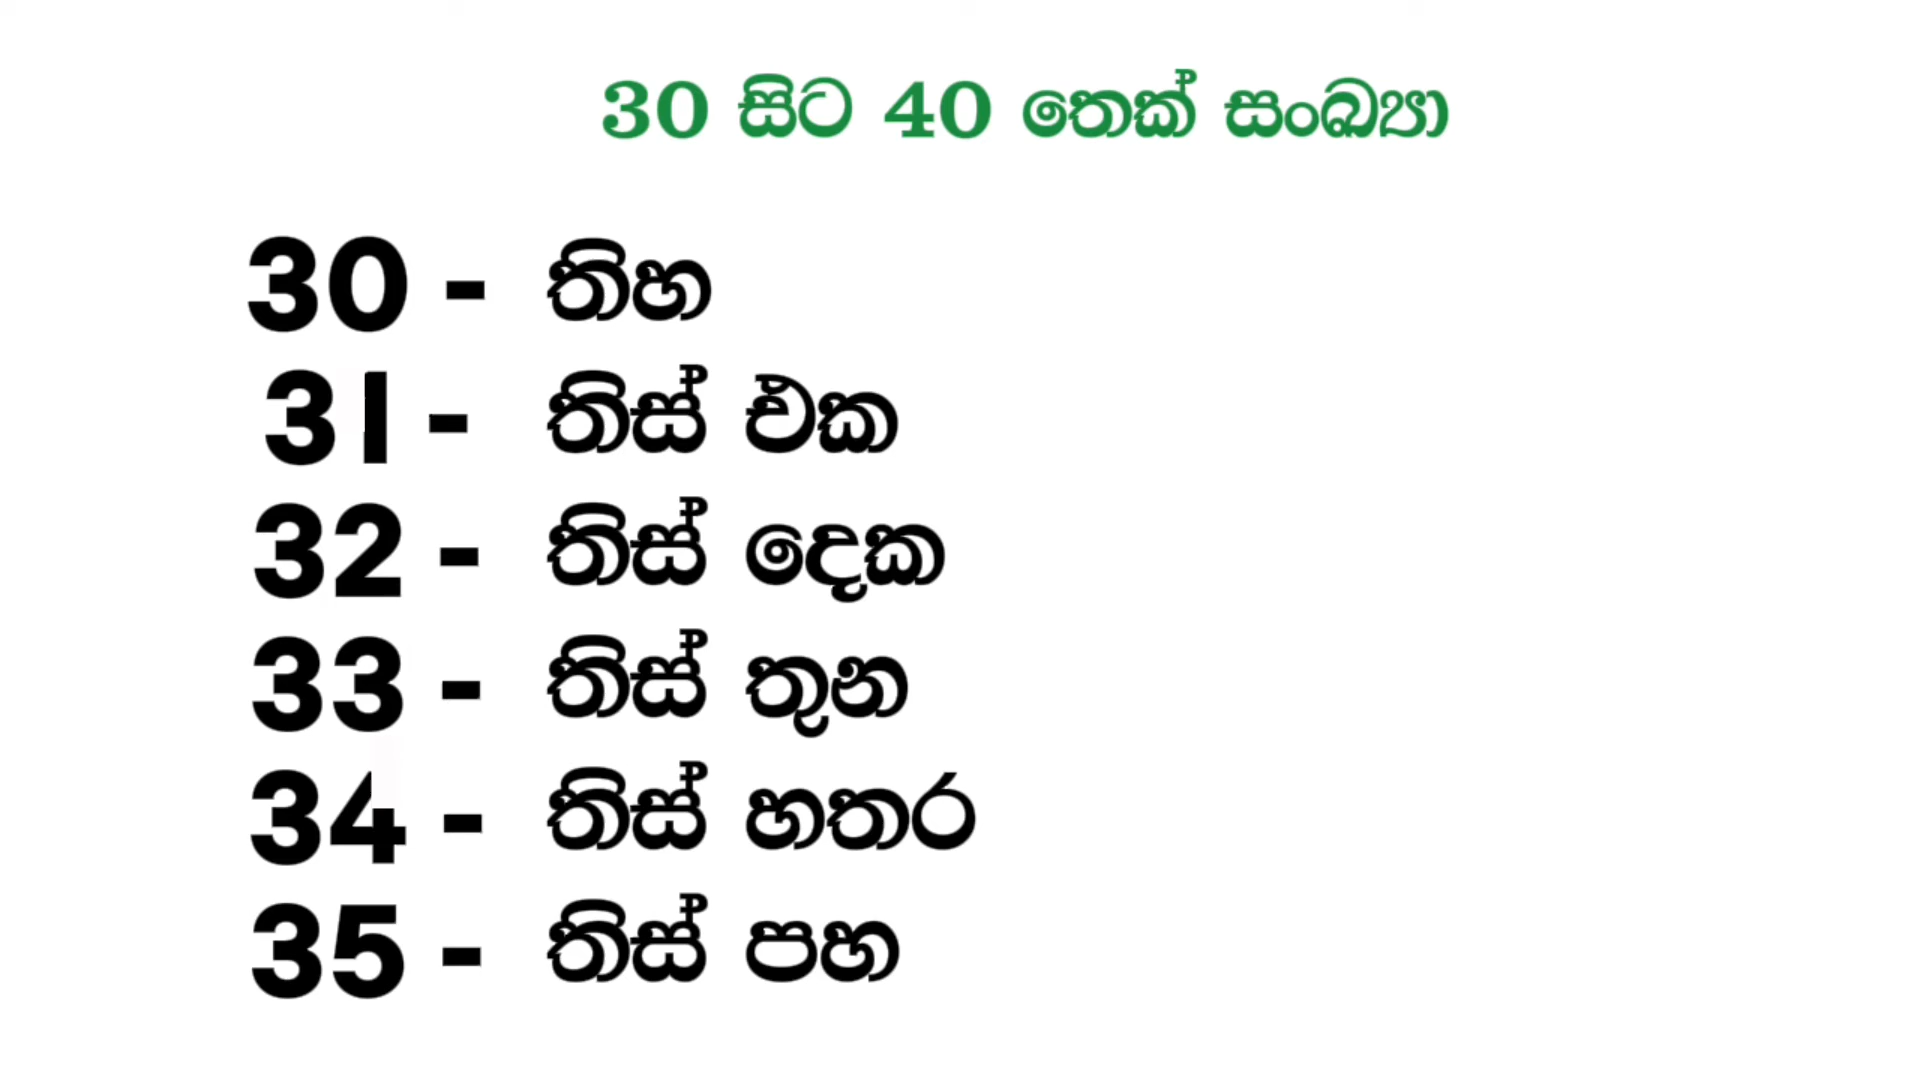 30 සිට 40 තෙක් සංඛ්‍යා
30 - තිහ
31 - තිස් එක
32 - තිස් දෙක
33 - තිස් තුන
34 - තිස් හතර
35 - තිස් පහ